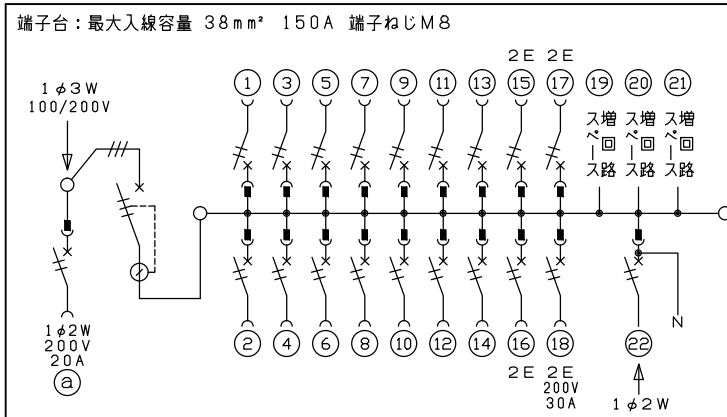 端子台：最大入線容量 38mm² 150A 端子ねじM8
1φ3W
100/200V
2E 2E
1 3 5 7 9 11 13 15 17 19 20 21
増回路スペース
増回路スペース
増回路スペース
1φ2W
200V
20A
a
N
2 4 6 8 10 12 14 16 18 22
2E 2E
200V
30A
1φ2W